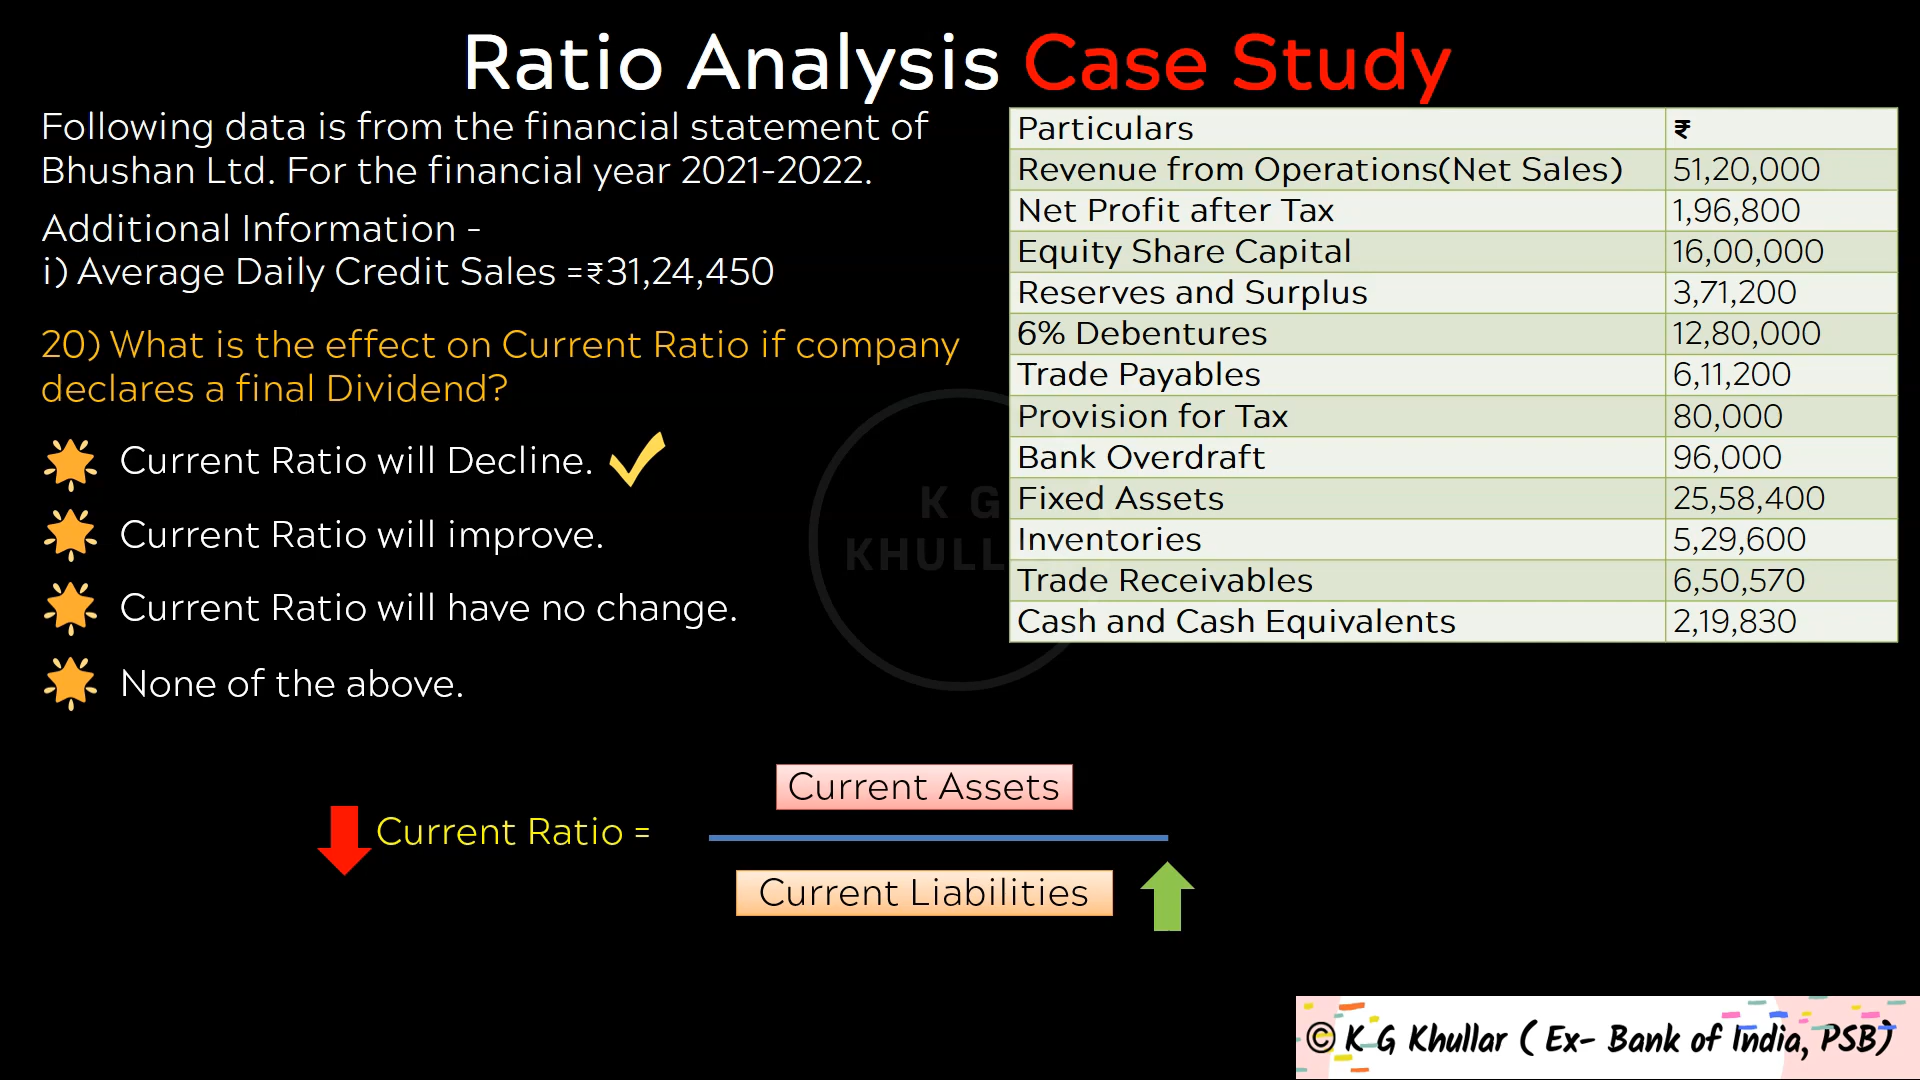 Ratio Analysis Case Study
Following data is from the financial statement of
Bhushan Ltd. For the financial year 2021-2022.
Additional Information -
i) Average Daily Credit Sales =₹31,24,450
20) What is the effect on Current Ratio if company
declares a final Dividend?
Current Ratio will Decline.
Current Ratio will improve.
Current Ratio will have no change.
None of the above.
Particulars ₹
Revenue from Operations(Net Sales) 51,20,000
Net Profit after Tax 1,96,800
Equity Share Capital 16,00,000
Reserves and Surplus 3,71,200
6% Debentures 12,80,000
Trade Payables 6,11,200
Provision for Tax 80,000
Bank Overdraft 96,000
Fixed Assets 25,58,400
Inventories 5,29,600
Trade Receivables 6,50,570
Cash and Cash Equivalents 2,19,830
K G
KHULL
Current Assets
Current Ratio =
Current Liabilities
© K G Khullar ( Ex- Bank of India, PSB)